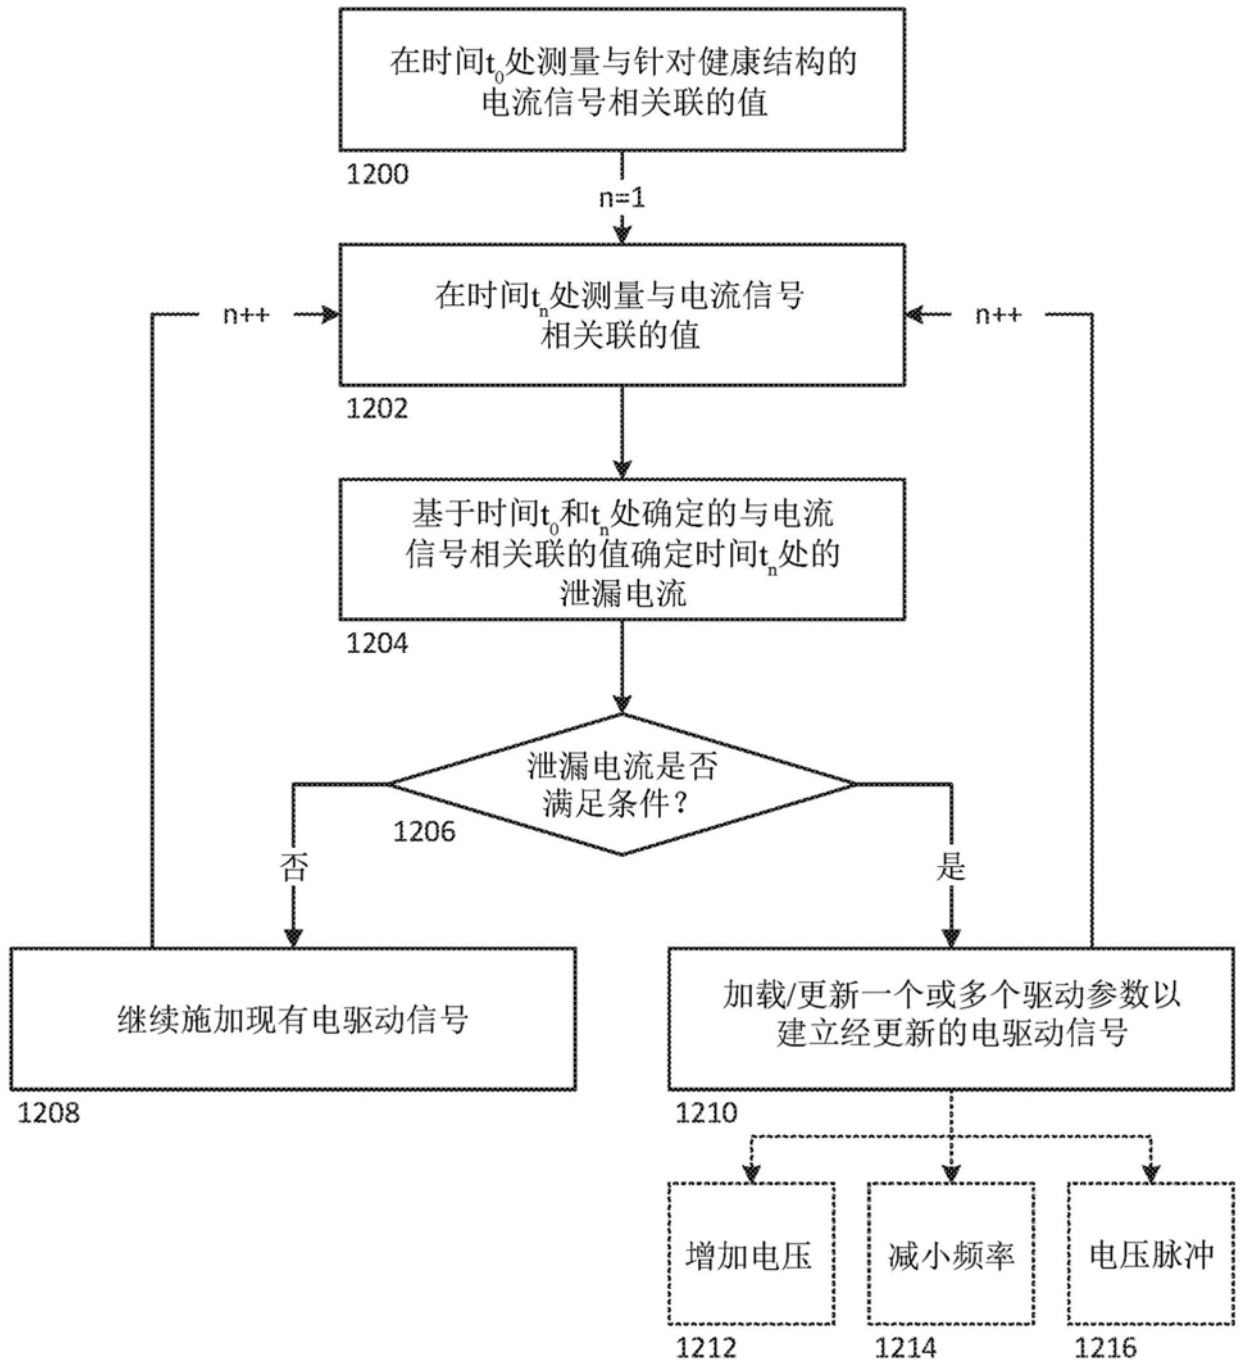 在时间t₀处测量与针对健康结构的
电流信号相关联的值
1200
n=1
在时间tₙ处测量与电流信号
相关联的值
n++
n++
1202
基于时间t₀和tₙ处确定的与电流
信号相关联的值确定时间tₙ处的
泄漏电流
1204
泄漏电流是否
满足条件？
1206
否
是
继续施加现有电驱动信号
1208
加载/更新一个或多个驱动参数以
建立经更新的电驱动信号
1210
增加电压
1212
减小频率
1214
电压脉冲
1216